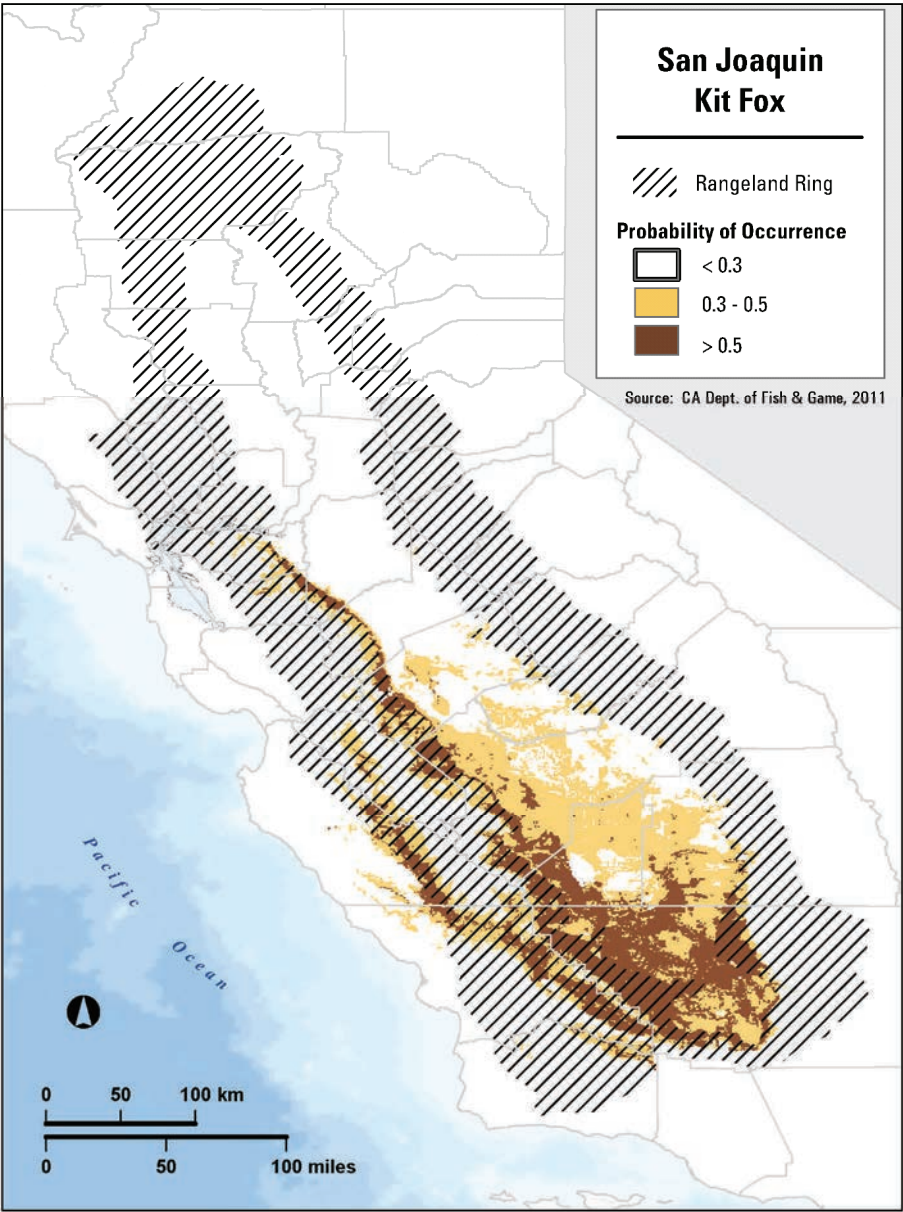 San Joaquin
Kit Fox
Rangeland Ring
Probability of Occurrence
< 0.3
0.3 - 0.5
> 0.5
Source: CA Dept. of Fish & Game, 2011
Pacific
Ocean
0 50 100 km
0 50 100 miles